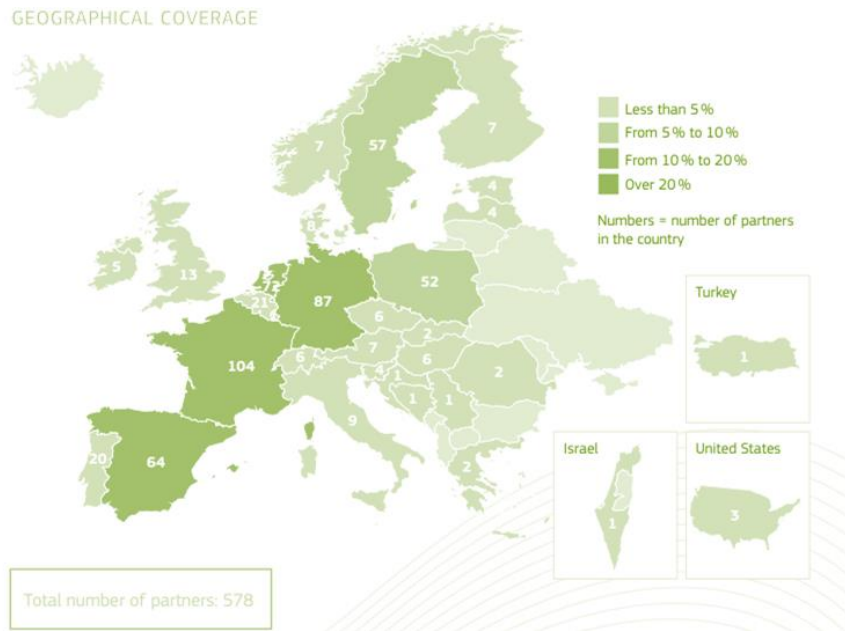 GEOGRAPHICAL COVERAGE
Less than 5 %
From 5 % to 10 %
From 10 % to 20 %
Over 20 %
Numbers = number of partners
in the country
7
57
7
4
4
8
5
13
72
21
87
52
6
2
104
6
7
6
4
1
2
1
1
9
20
64
2
Turkey
1
Israel
1
United States
3
Total number of partners: 578